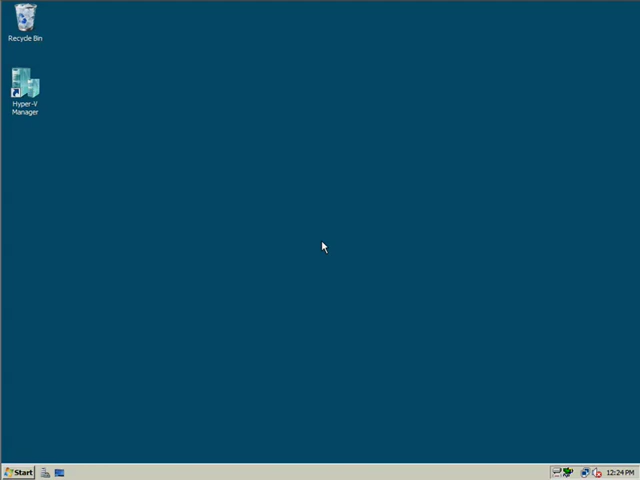 Recycle Bin
Hyper-V
Manager
Start
12:24 PM